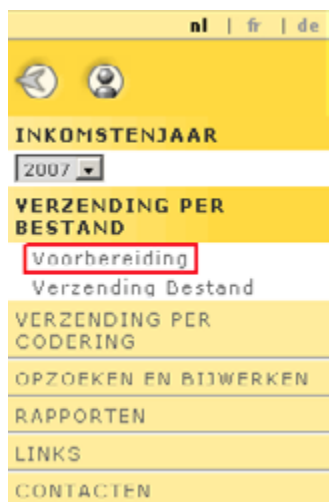 nl | fr | de
INKOMSTENJAAR
2007
VERZENDING PER
BESTAND
Voorbereiding
Verzending Bestand
VERZENDING PER
CODERING
OPZOEKEN EN BIJWERKEN
RAPPORTEN
LINKS
CONTACTEN